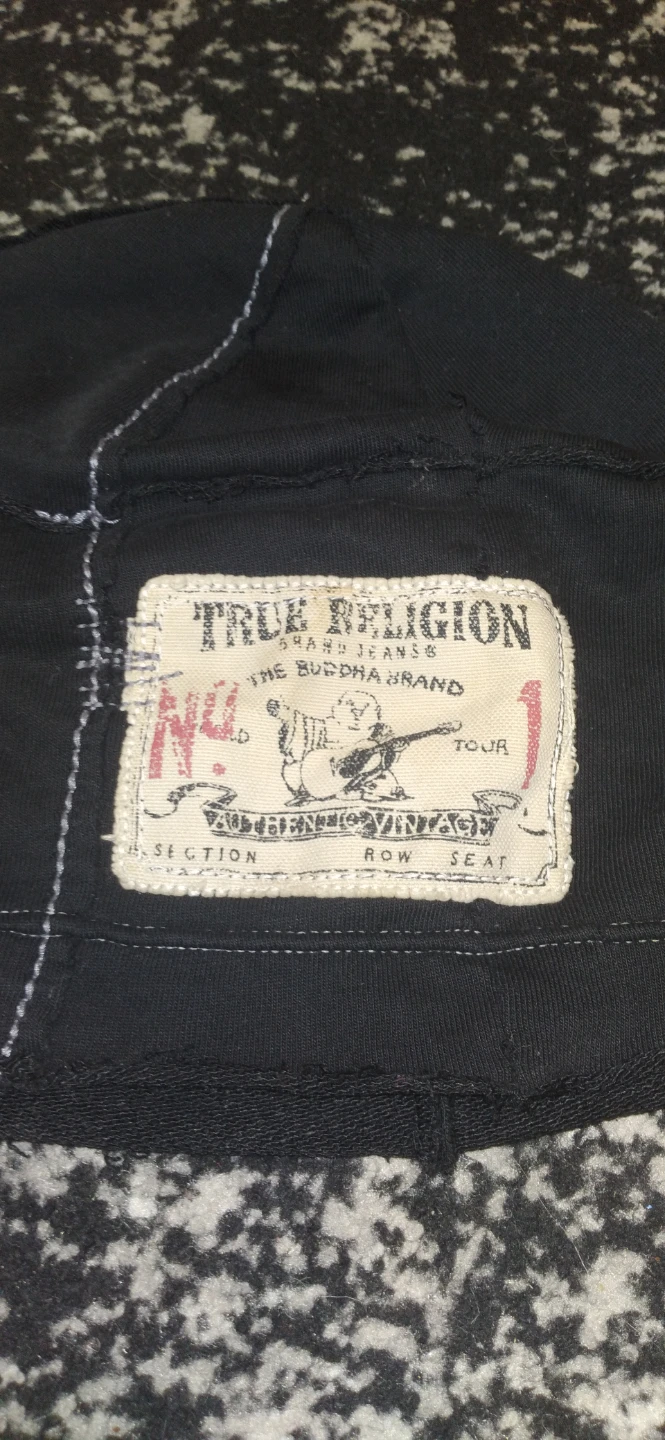 TRUE RELIGION
BRAND JEANS®
THE BUDDHA BRAND
Nº.
TOUR
1
AUTHENTIC VINTAGE
SECTION ROW SEAT